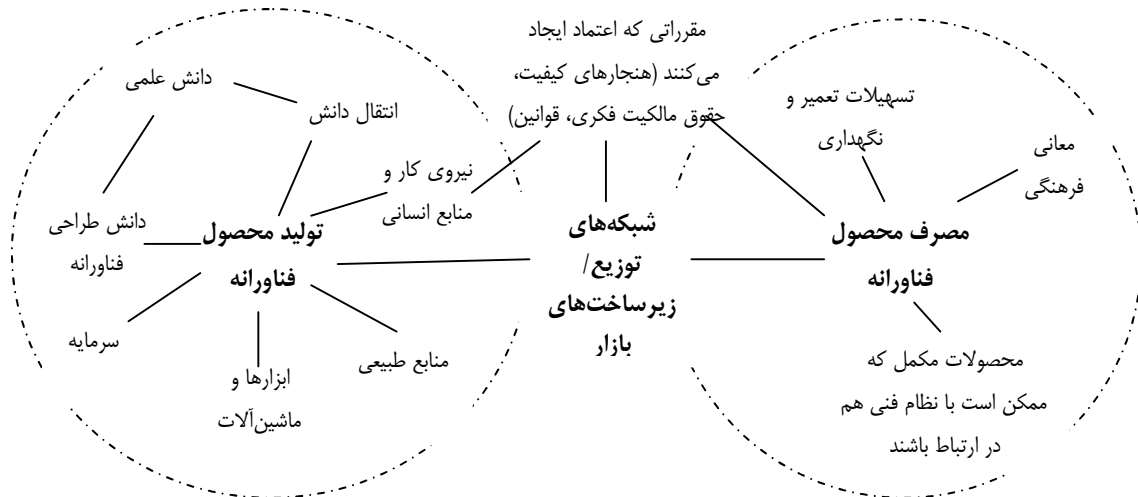 مقرراتی که اعتماد ایجاد
می‌کنند (هنجارهای کیفیت،
حقوق مالکیت فکری، قوانین)
تسهیلات تعمیر و
نگهداری
معانی
فرهنگی
مصرف محصول
فناورانه
محصولات مکمل که
ممکن است با نظام فنی هم
در ارتباط باشند
شبکه‌های
توزیع/
زیرساخت‌های
بازار
دانش علمی
انتقال دانش
نیروی کار و
منابع انسانی
دانش طراحی
فناورانه
تولید محصول
فناورانه
سرمایه
ابزارها و
ماشین‌آلات
منابع طبیعی